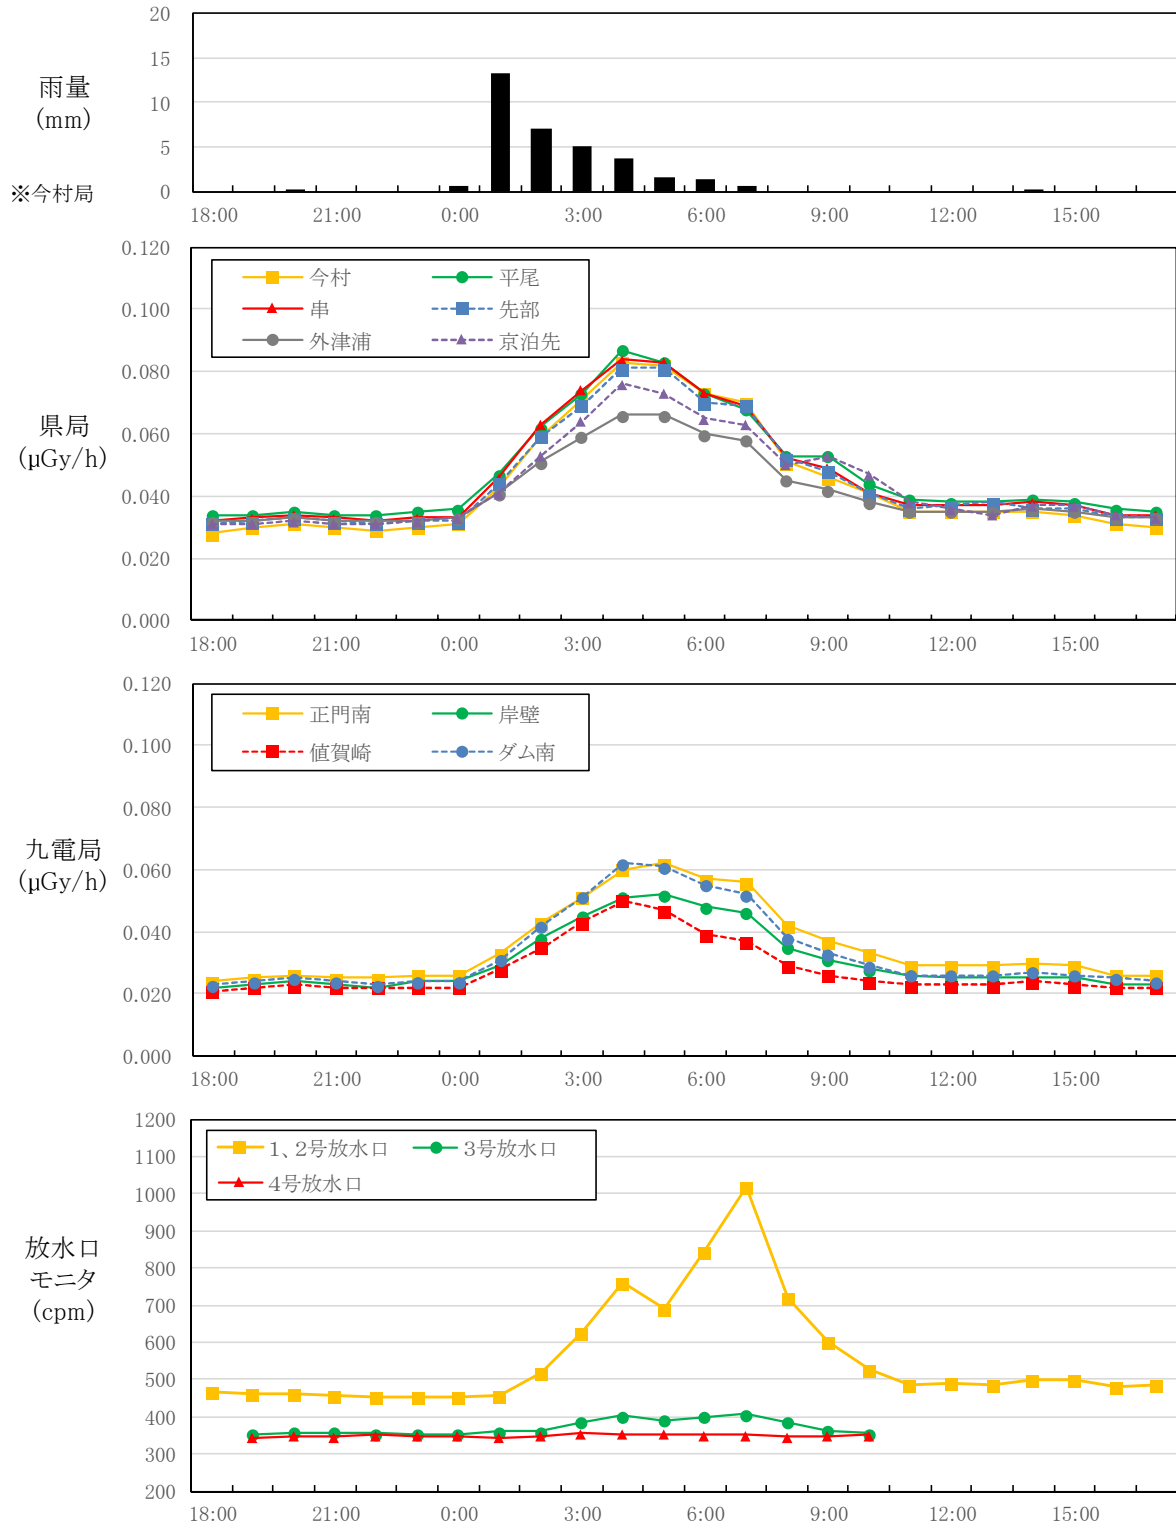 雨量
(mm)
※今村局
20
15
10
5
0
18:00 21:00 0:00 3:00 6:00 9:00 12:00 15:00
県局
(μGy/h)
0.120
0.100
0.080
0.060
0.040
0.020
0.000
今村 平尾
串 先部
外津浦 京泊先
18:00 21:00 0:00 3:00 6:00 9:00 12:00 15:00
九電局
(μGy/h)
0.120
0.100
0.080
0.060
0.040
0.020
0.000
正門南 岸壁
値賀崎 ダム南
18:00 21:00 0:00 3:00 6:00 9:00 12:00 15:00
放水口
モニタ
(cpm)
1200
1100
1000
900
800
700
600
500
400
300
200
1、2号放水口 3号放水口
4号放水口
18:00 21:00 0:00 3:00 6:00 9:00 12:00 15:00